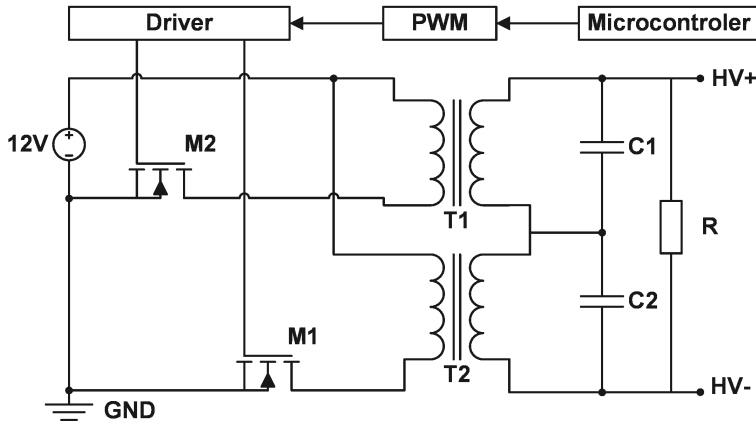 Driver
PWM
Microcontroler
HV+
12V
M2
C1
T1
R
C2
M1
T2
HV-
GND